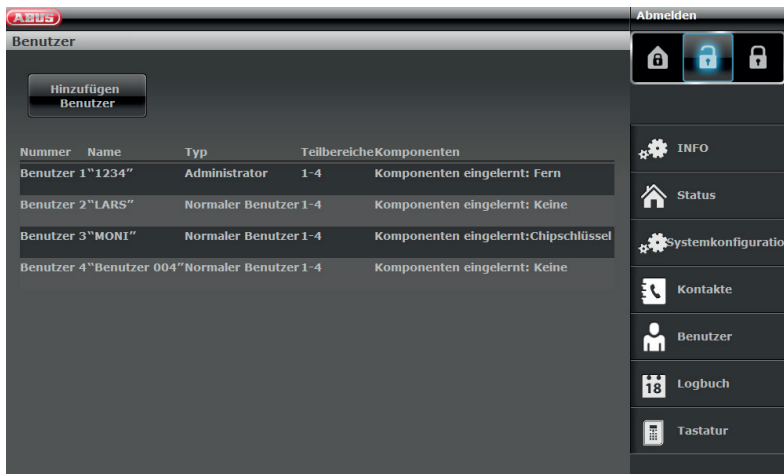 ABUS
Abmelden
Benutzer
Hinzufügen
Benutzer
Nummer Name Typ Teilbereiche Komponenten
Benutzer 1 "1234" Administrator 1-4 Komponenten eingelernt: Fern
Benutzer 2 "LARS" Normaler Benutzer 1-4 Komponenten eingelernt: Keine
Benutzer 3 "MONI" Normaler Benutzer 1-4 Komponenten eingelernt:Chipschlüssel
Benutzer 4 "Benutzer 004" Normaler Benutzer 1-4 Komponenten eingelernt: Keine
INFO
Status
Systemkonfiguratio
Kontakte
Benutzer
18 Logbuch
Tastatur